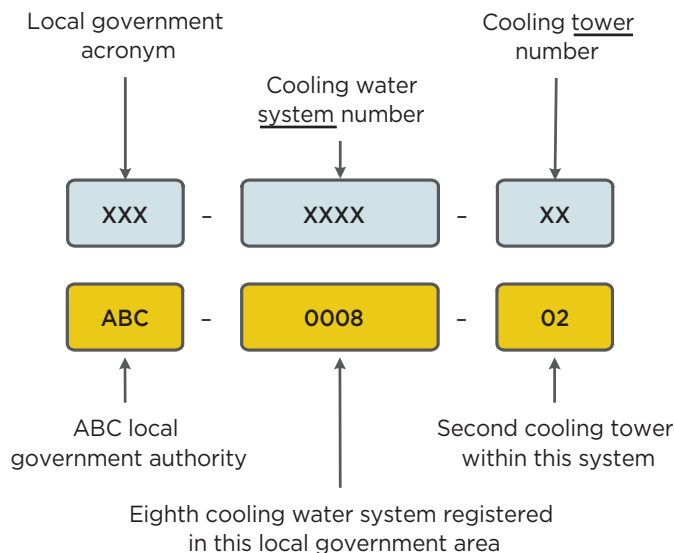 Local government
acronym
Cooling water
system number
Cooling tower
number
XXX – XXXX – XX
ABC – 0008 – 02
ABC local
government authority
Eighth cooling water system registered
in this local government area
Second cooling tower
within this system